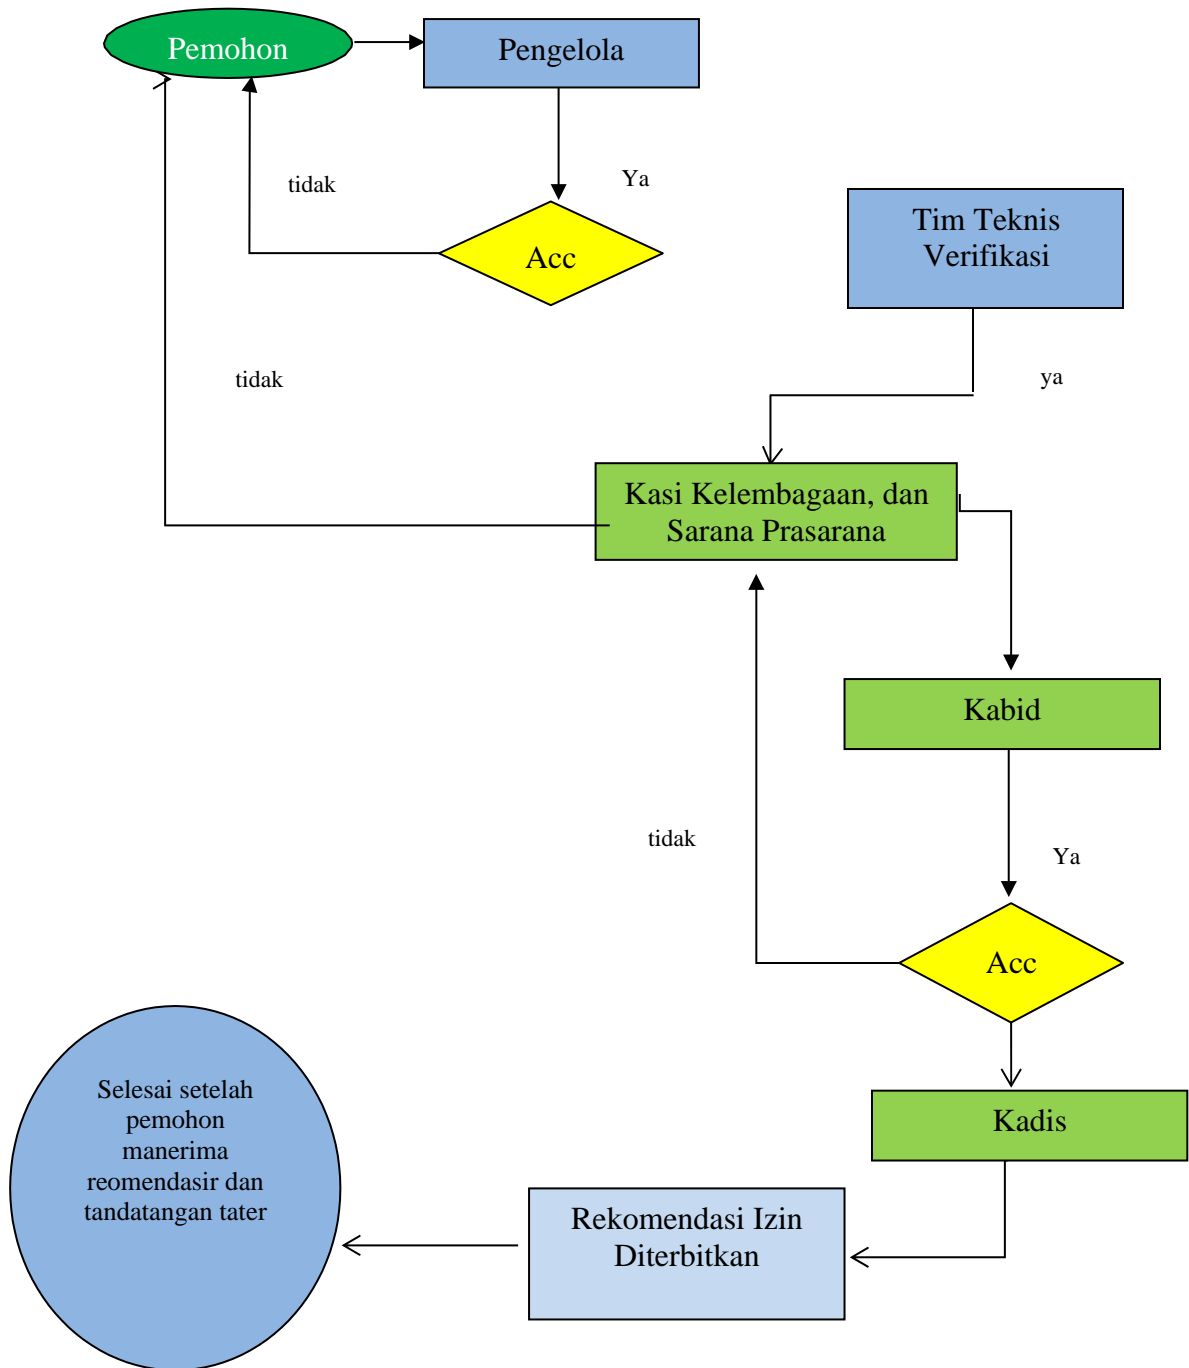 Pemohon
Pengelola
tidak
Ya
Tim Teknis
Verifikasi
Acc
tidak
ya
Kasi Kelembagaan, dan
Sarana Prasarana
Kabid
tidak
Ya
Acc
Selesai setelah
pemohon
manerima
reomendasir dan
tandatangan tater
Kadis
Rekomendasi Izin
Diterbitkan